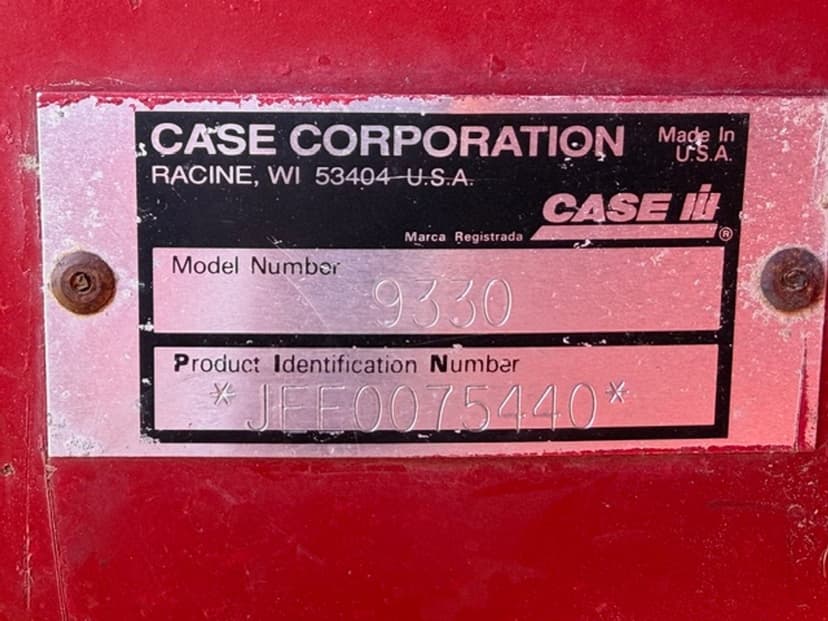 CASE CORPORATION
Made In
U.S.A.
RACINE, WI 53404 U.S.A.
CASE IH
Marca Registrada ®
Model Number
9330
Product Identification Number
*JEE0075440*